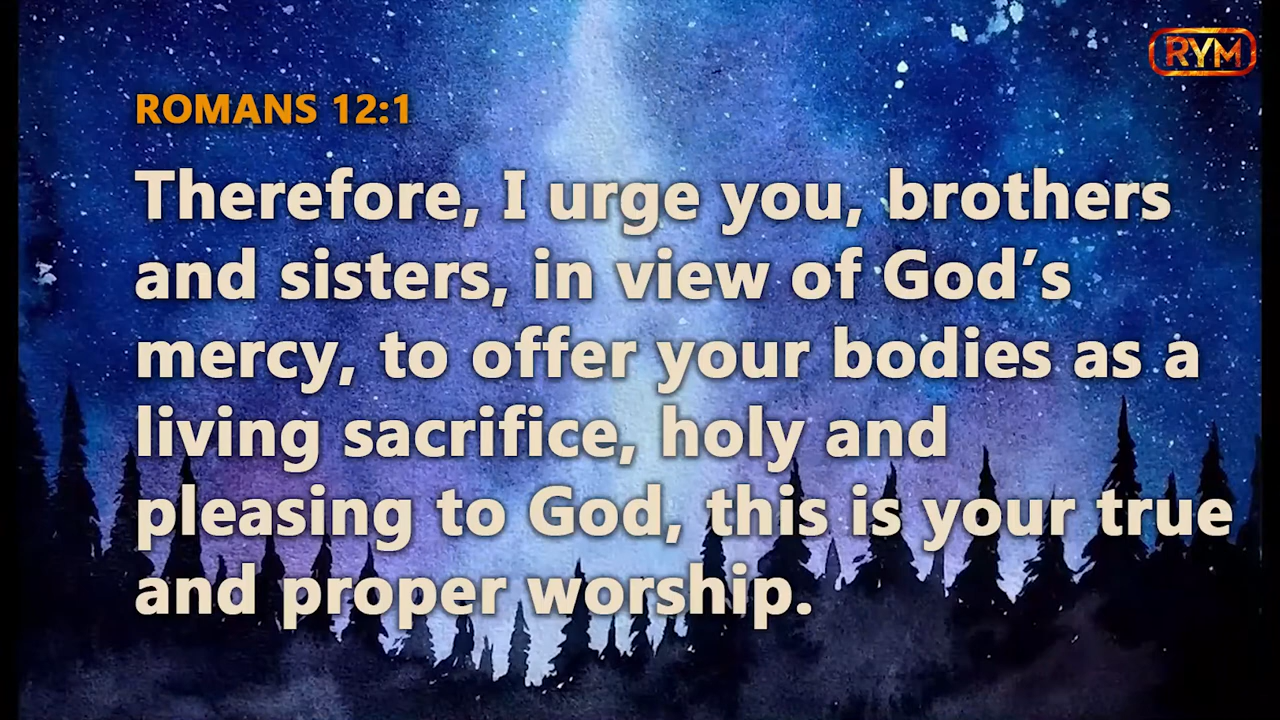 RYM
ROMANS 12:1
Therefore, I urge you, brothers
and sisters, in view of God’s
mercy, to offer your bodies as a
living sacrifice, holy and
pleasing to God, this is your true
and proper worship.